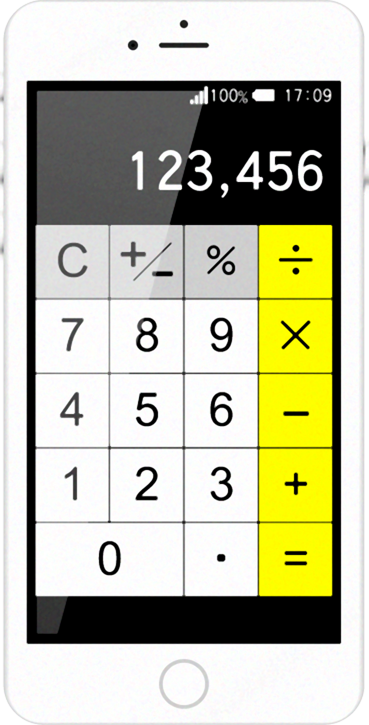 100% 17:09
123,456
C +/- % ÷
7 8 9 ×
4 5 6 −
1 2 3 +
0 . =